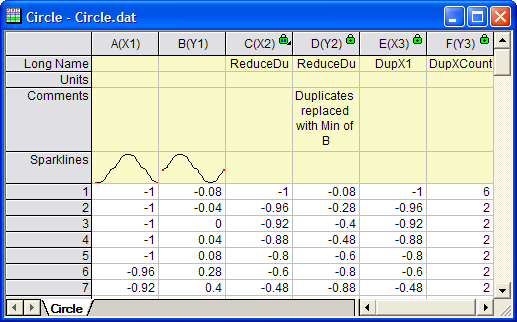 Circle - Circle.dat
A(X1) B(Y1) C(X2) D(Y2) E(X3) F(Y3)
Long Name ReduceDu ReduceDu DupX1 DupXCount
Units
Comments Duplicates
replaced
with Min of
B
Sparklines
1 -1 -0.08 -1 -0.08 -1 6
2 -1 -0.04 -0.96 -0.28 -0.96 2
3 -1 0 -0.92 -0.4 -0.92 2
4 -1 0.04 -0.88 -0.48 -0.88 2
5 -1 0.08 -0.8 -0.6 -0.8 2
6 -0.96 0.28 -0.6 -0.8 -0.6 2
7 -0.92 0.4 -0.48 -0.88 -0.48 2
Circle